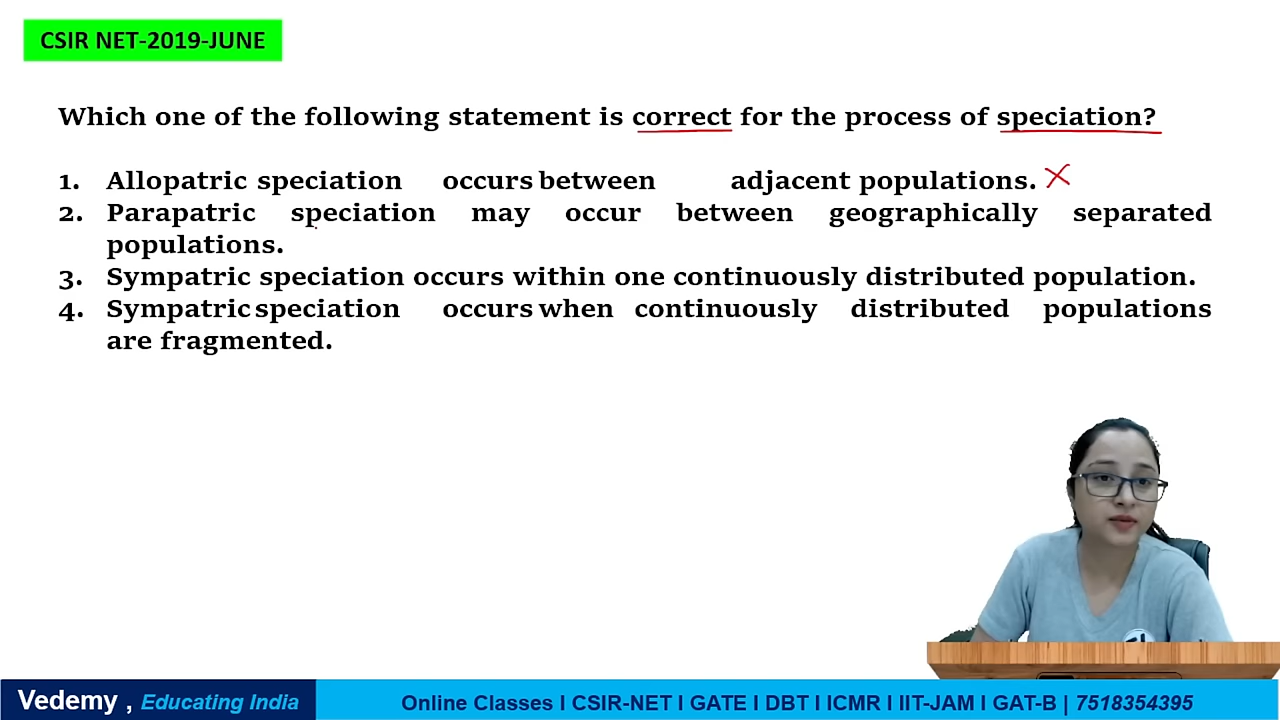 CSIR NET-2019-JUNE
Which one of the following statement is correct for the process of speciation?
1. Allopatric speciation occurs between adjacent populations.
2. Parapatric speciation may occur between geographically separated
populations.
3. Sympatric speciation occurs within one continuously distributed population.
4. Sympatric speciation occurs when continuously distributed populations
are fragmented.
Vedemy , Educating India
Online Classes I CSIR-NET I GATE I DBT I ICMR I IIT-JAM I GAT-B | 7518354395